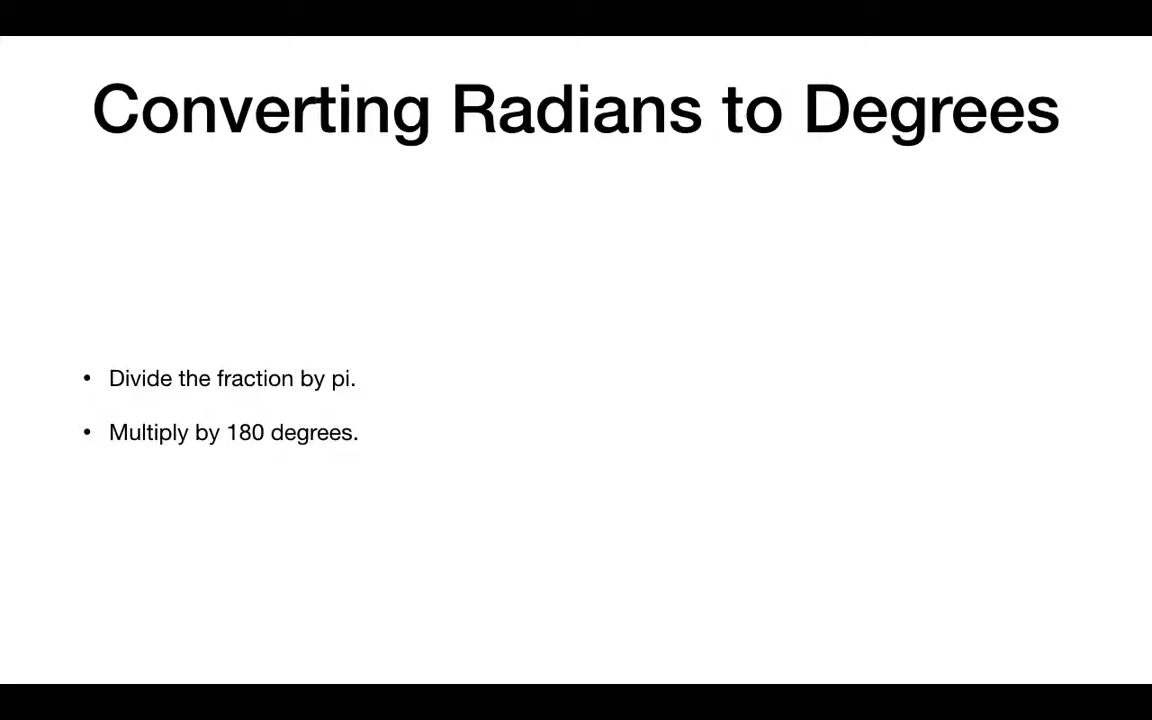 Converting Radians to Degrees
• Divide the fraction by pi.
• Multiply by 180 degrees.